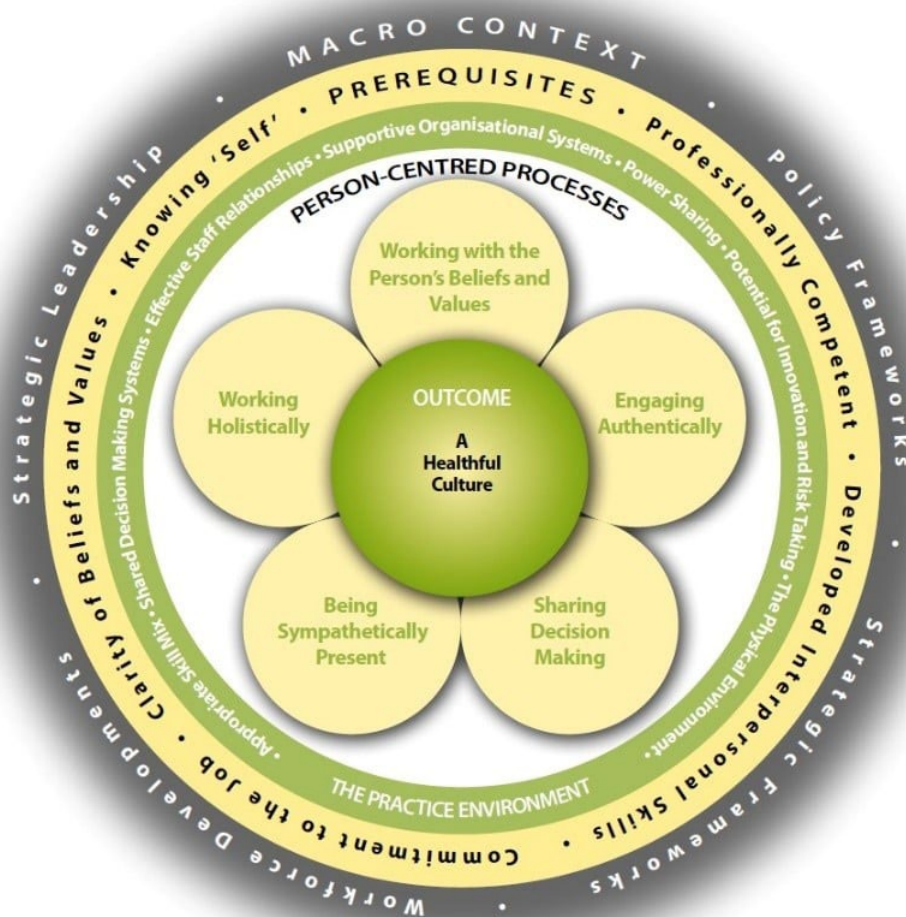 MACRO CONTEXT • Policy Frameworks • Strategic Frameworks • Workforce Developments • Strategic Leadership •
PREREQUISITES • Professionally Competent • Developed Interpersonal Skills • Commitment to the Job • Clarity of Beliefs and Values • Knowing ‘Self’ •
• Appropriate Skill Mix • Shared Decision Making Systems • Effective Staff Relationships • Supportive Organisational Systems • Power Sharing • Potential for Innovation and Risk Taking • The Physical Environment •
THE PRACTICE ENVIRONMENT
PERSON-CENTRED PROCESSES
Working with the
Person’s Beliefs and
Values
Working
Holistically
OUTCOME
A
Healthful
Culture
Engaging
Authentically
Being
Sympathetically
Present
Sharing
Decision
Making